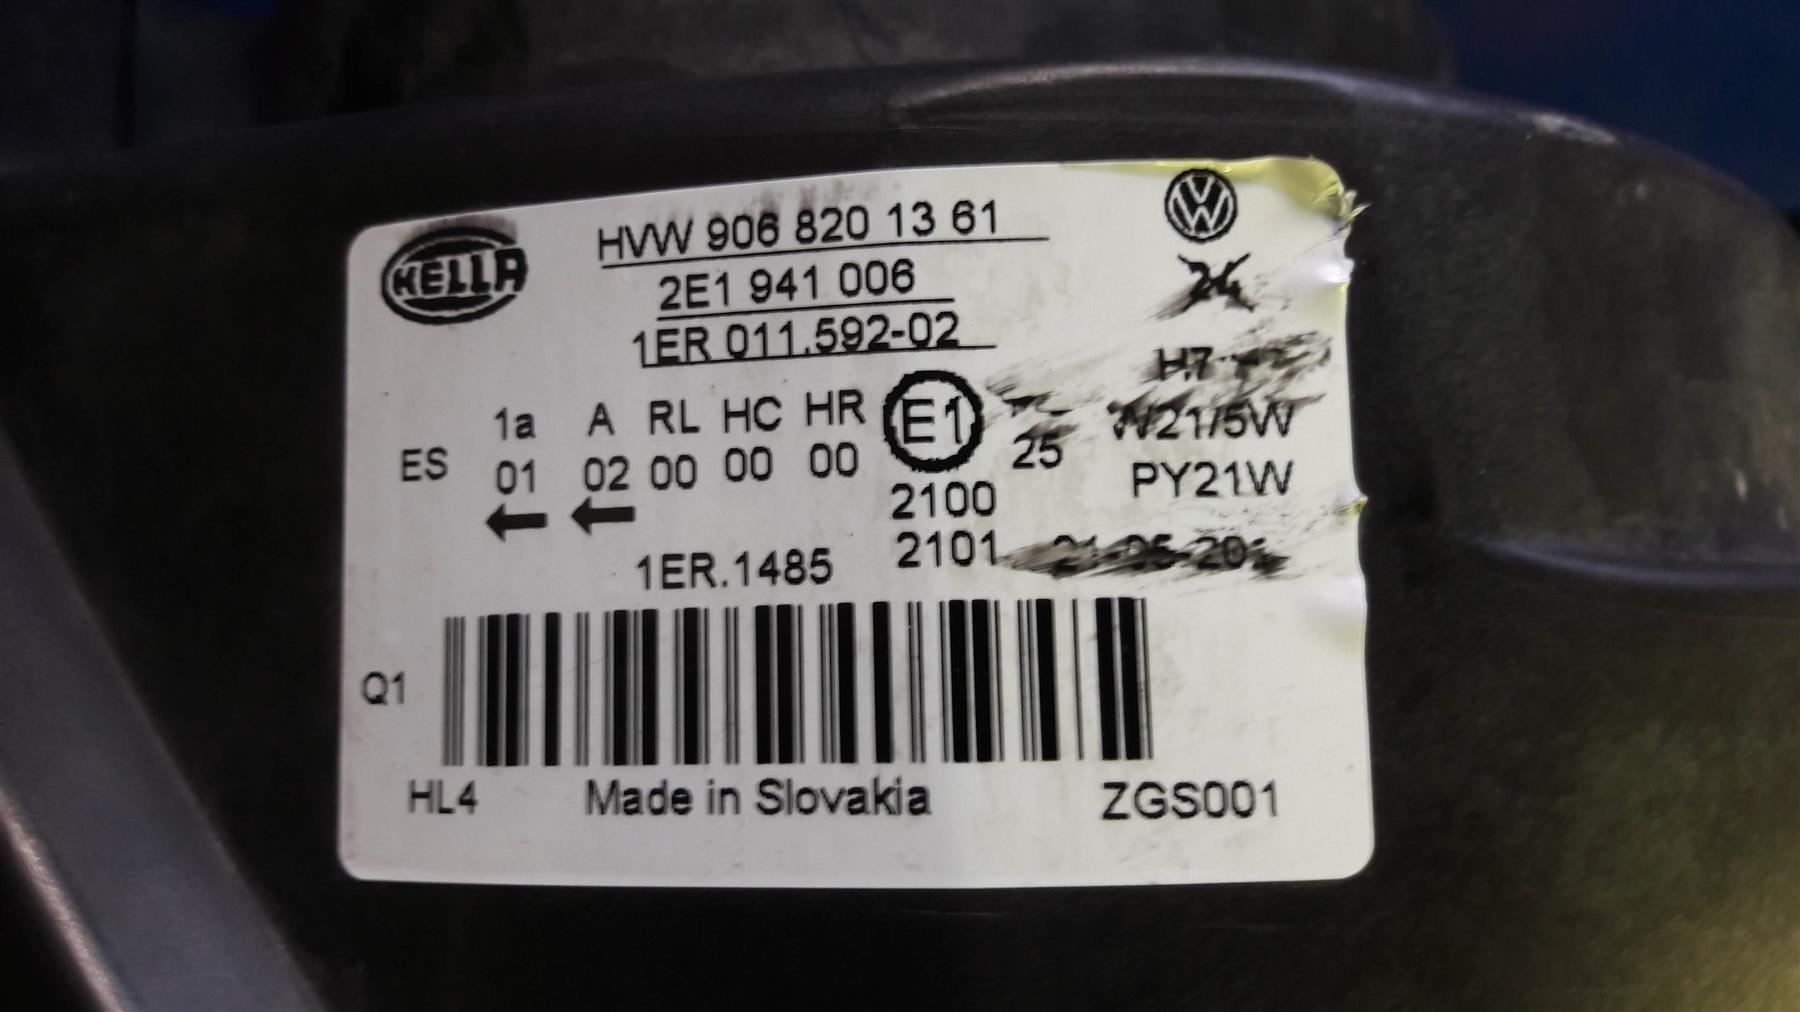 HELLA
HVW 906 820 13 61
2E1 941 006
1ER 011.592-02
24
H7
1a A RL HC HR E1
W21/5W
ES 01 02 00 00 00 25
PY21W
2100
2101
1ER.1485
Q1
HL4 Made in Slovakia ZGS001